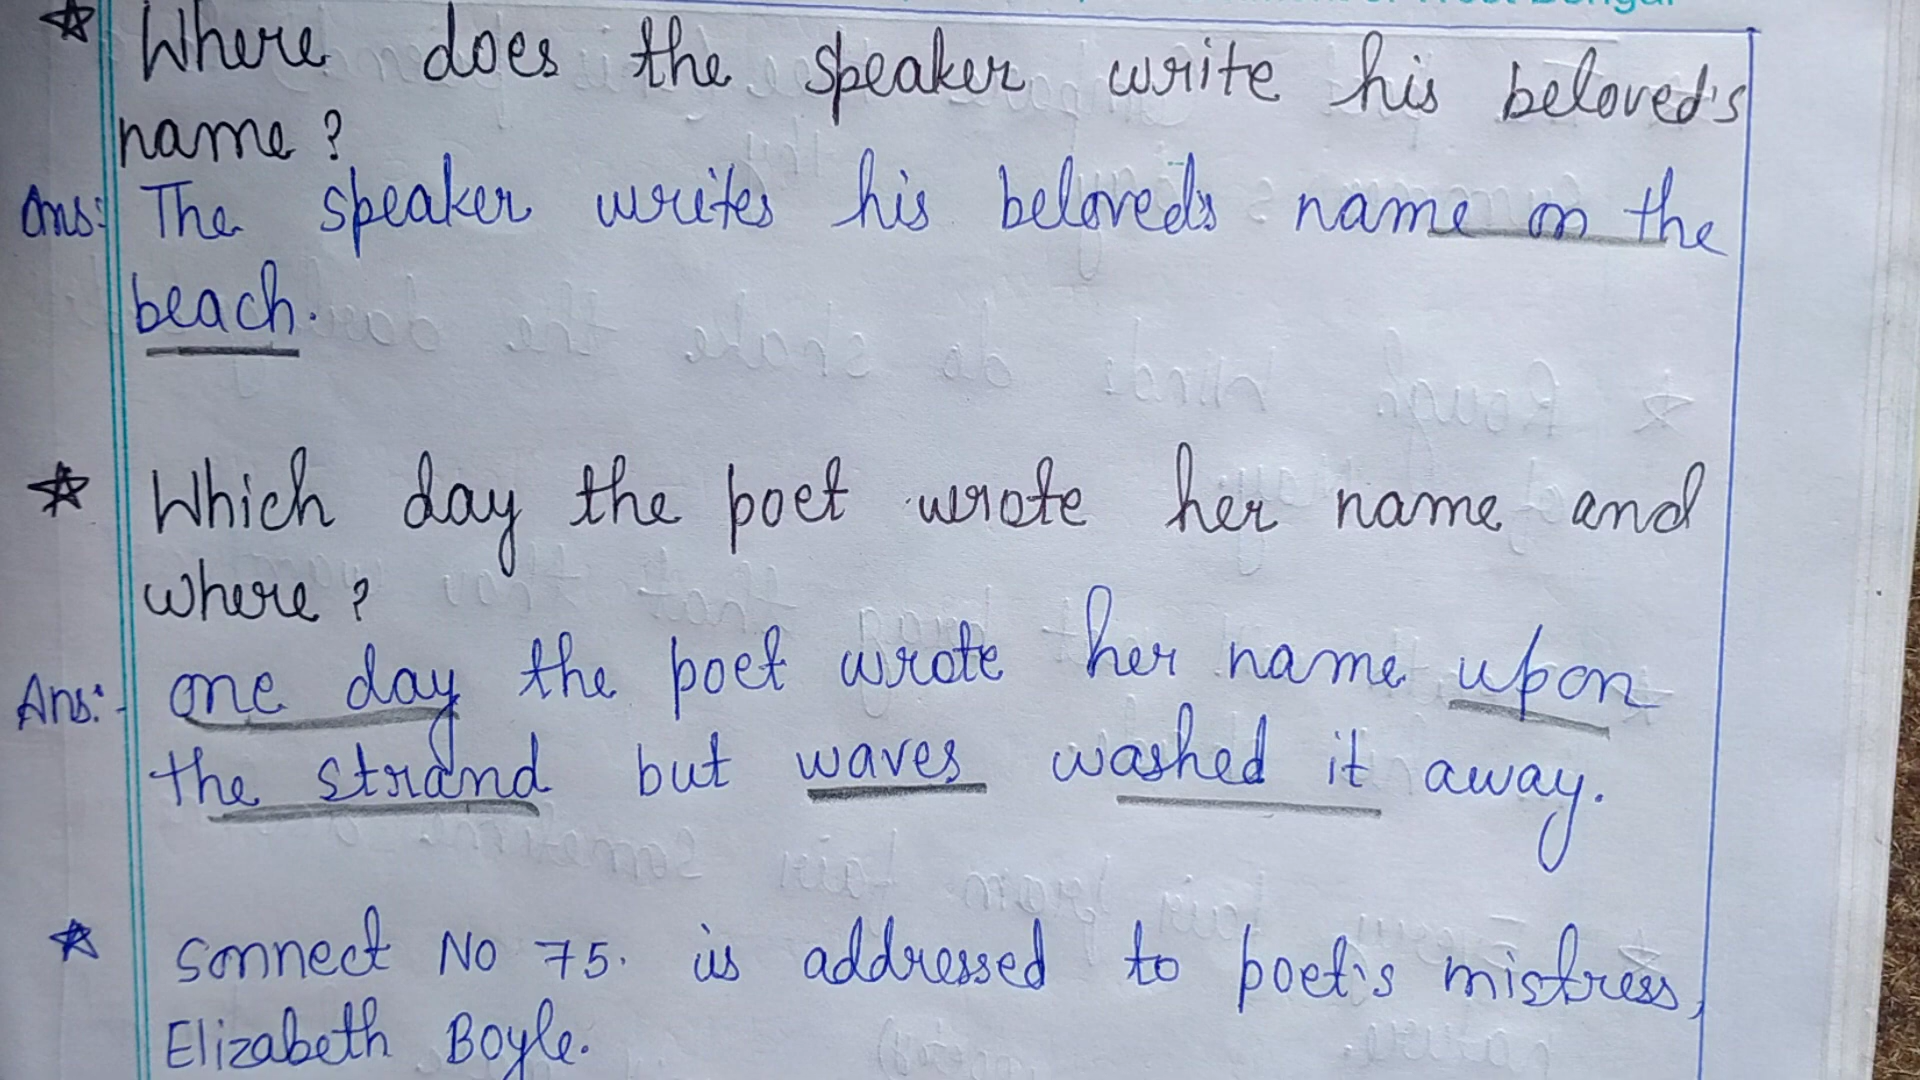 ☆ Where does the speaker write his beloved's
name?
Ans: The speaker writes his beloveds name on the
beach.
☆ Which day the poet wrote her name and
where?
Ans:- one day the poet wrote her name upon
the strand but waves washed it away.
☆ Sonnect No 75. is addressed to poet's mistress,
Elizabeth Boyle.